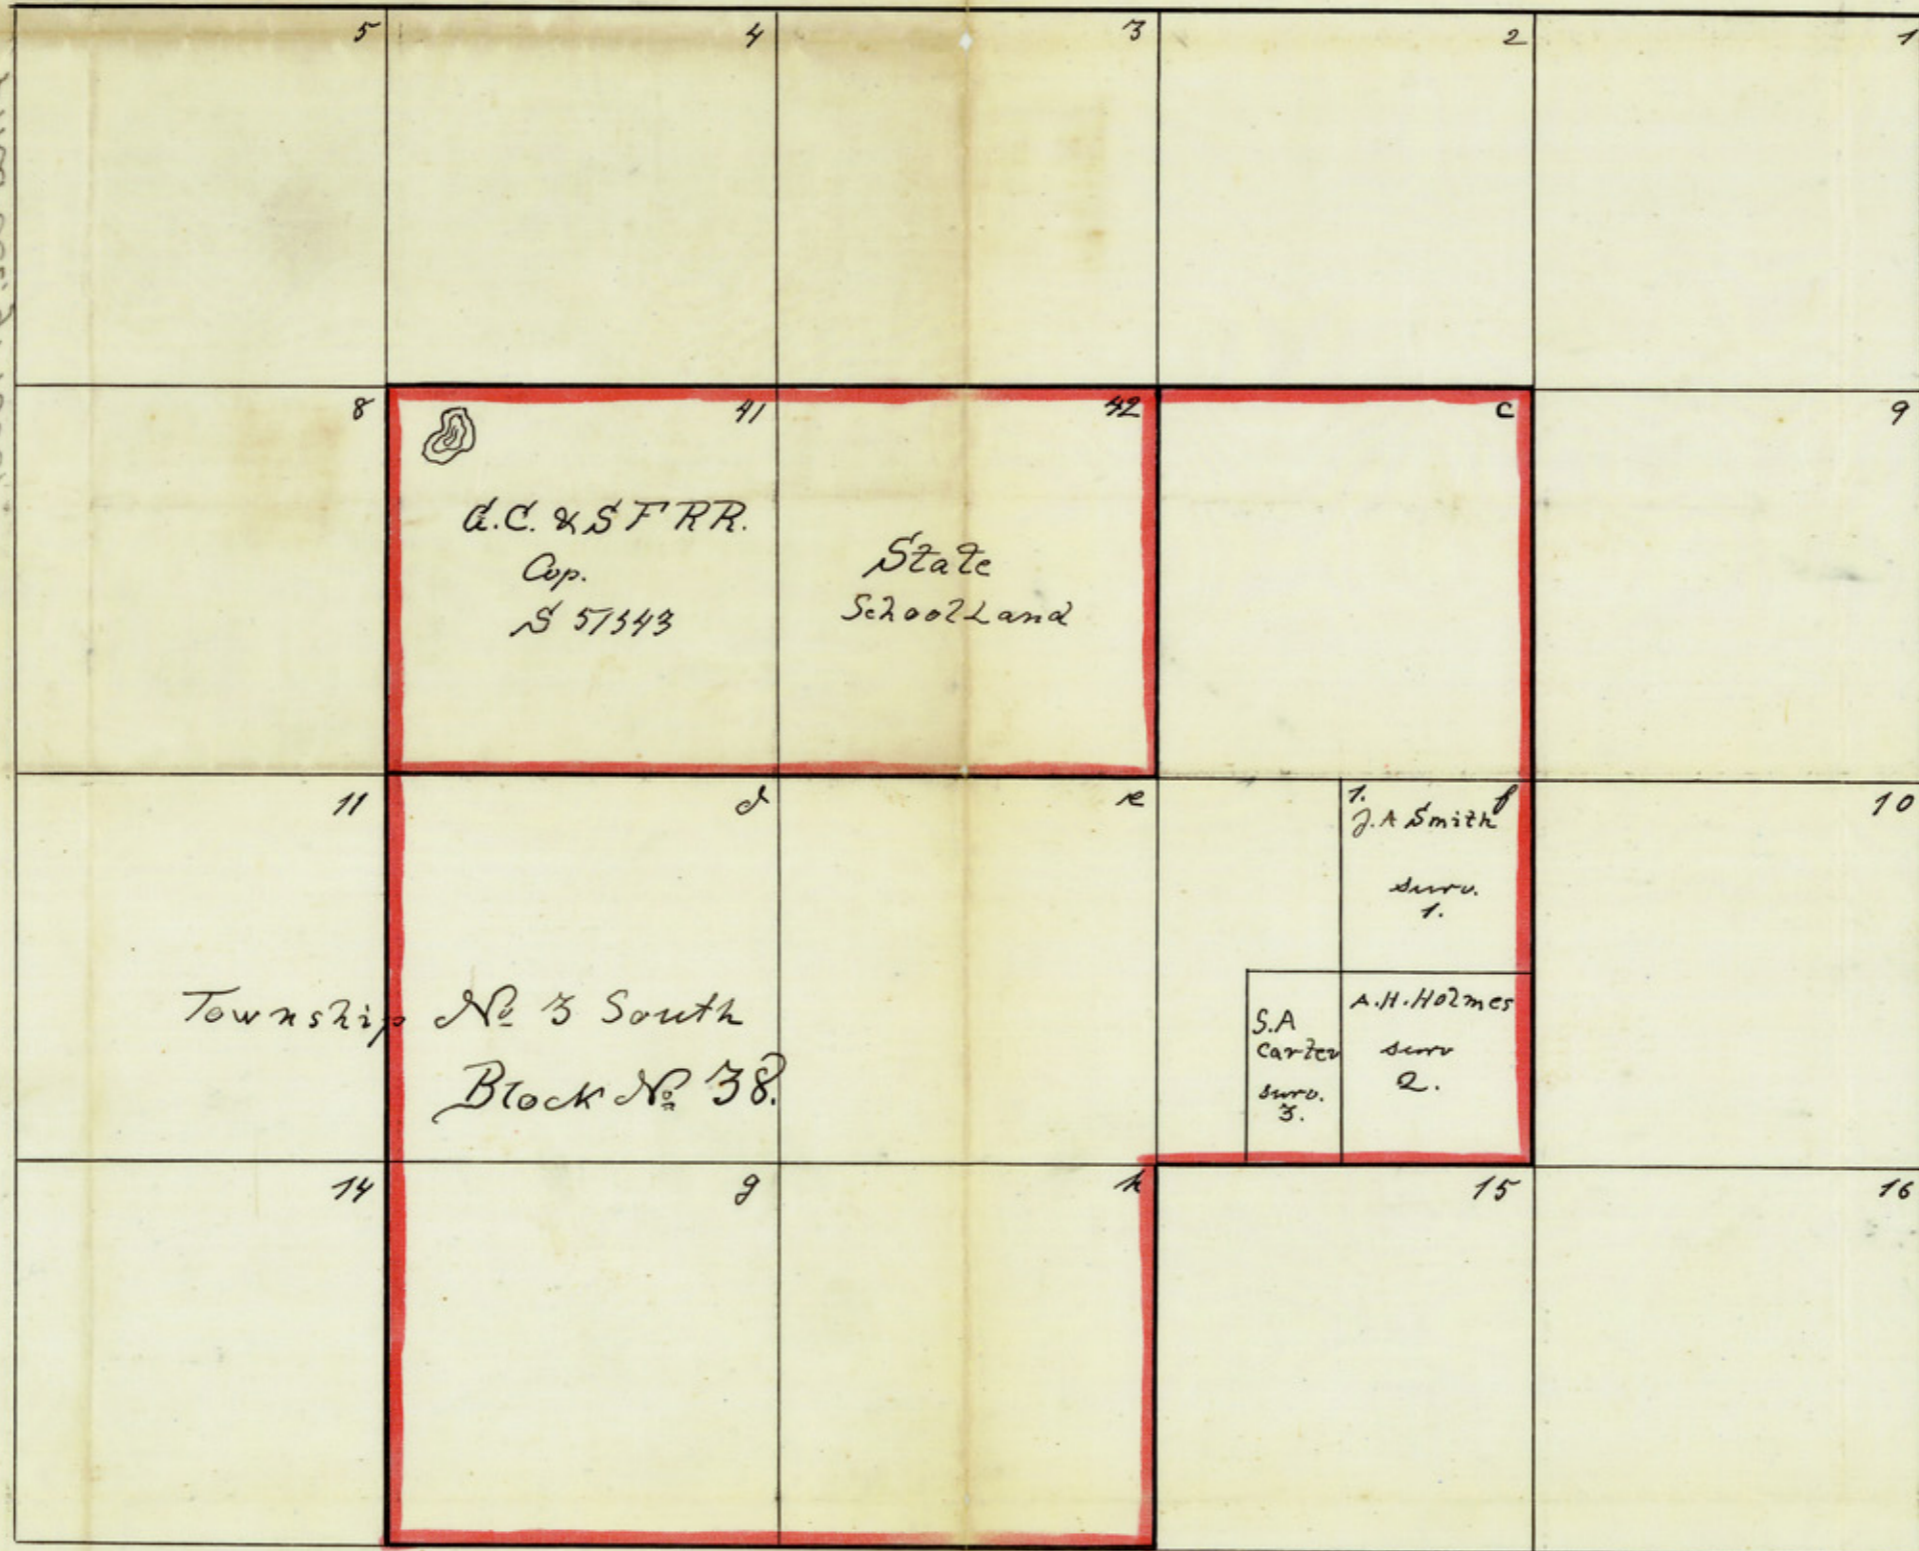 5 4 3 2 1
8 41 42 c 9
G.C. & S F RR.
Cop.
S 51343
State
School Land
11 d e f 10
1.
J.A Smith
surv.
1.
S.A
Carter
surv.
3.
A.H. Holmes
surv
2.
Township No 3 South
Block No 38.
14 g h 15 16